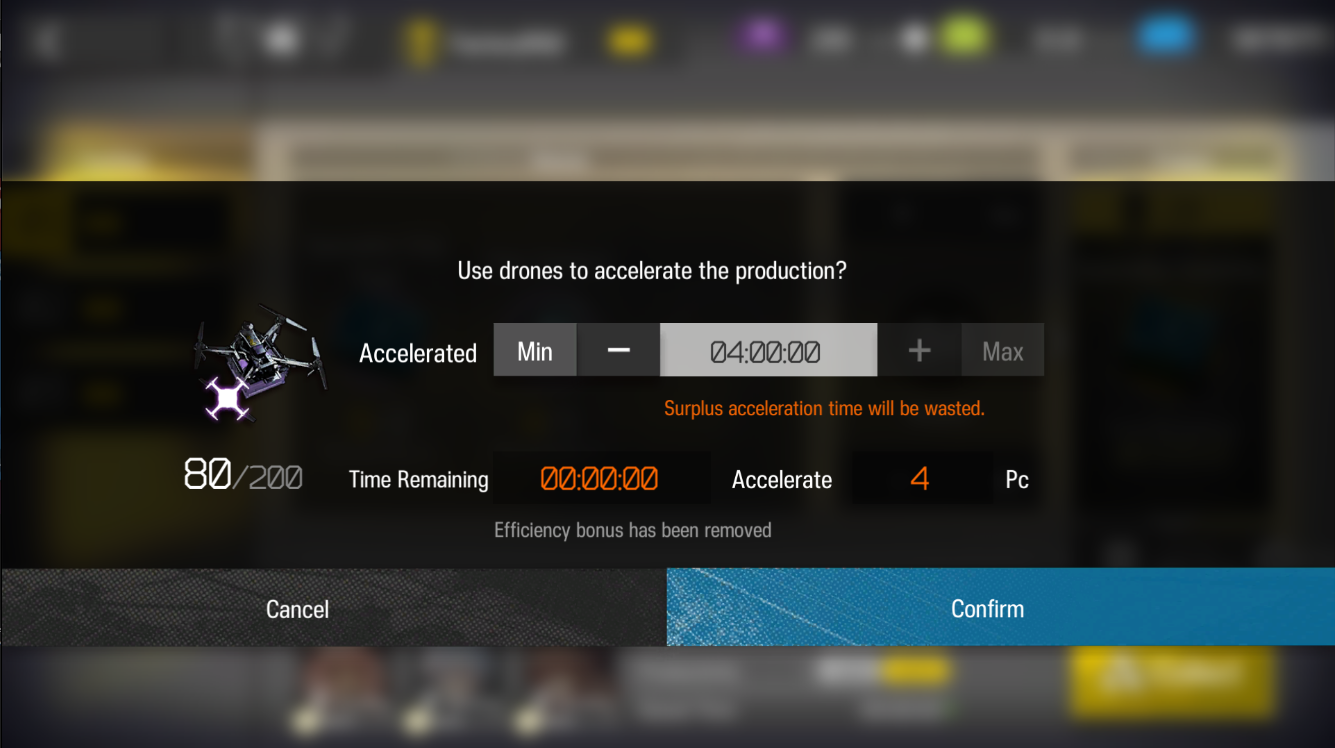 Use drones to accelerate the production?
Accelerated Min − 04:00:00 + Max
Surplus acceleration time will be wasted.
80/200 Time Remaining 00:00:00 Accelerate 4 Pc
Efficiency bonus has been removed
Cancel Confirm